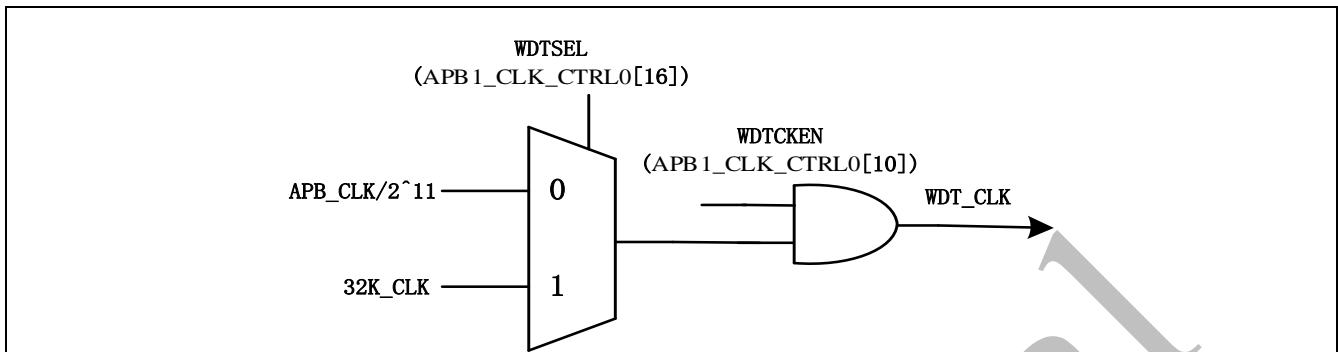 WDTSEL
(APB1_CLK_CTRL0[16])
WDTCKEN
(APB1_CLK_CTRL0[10])
APB_CLK/2^11
0
WDT_CLK
32K_CLK
1